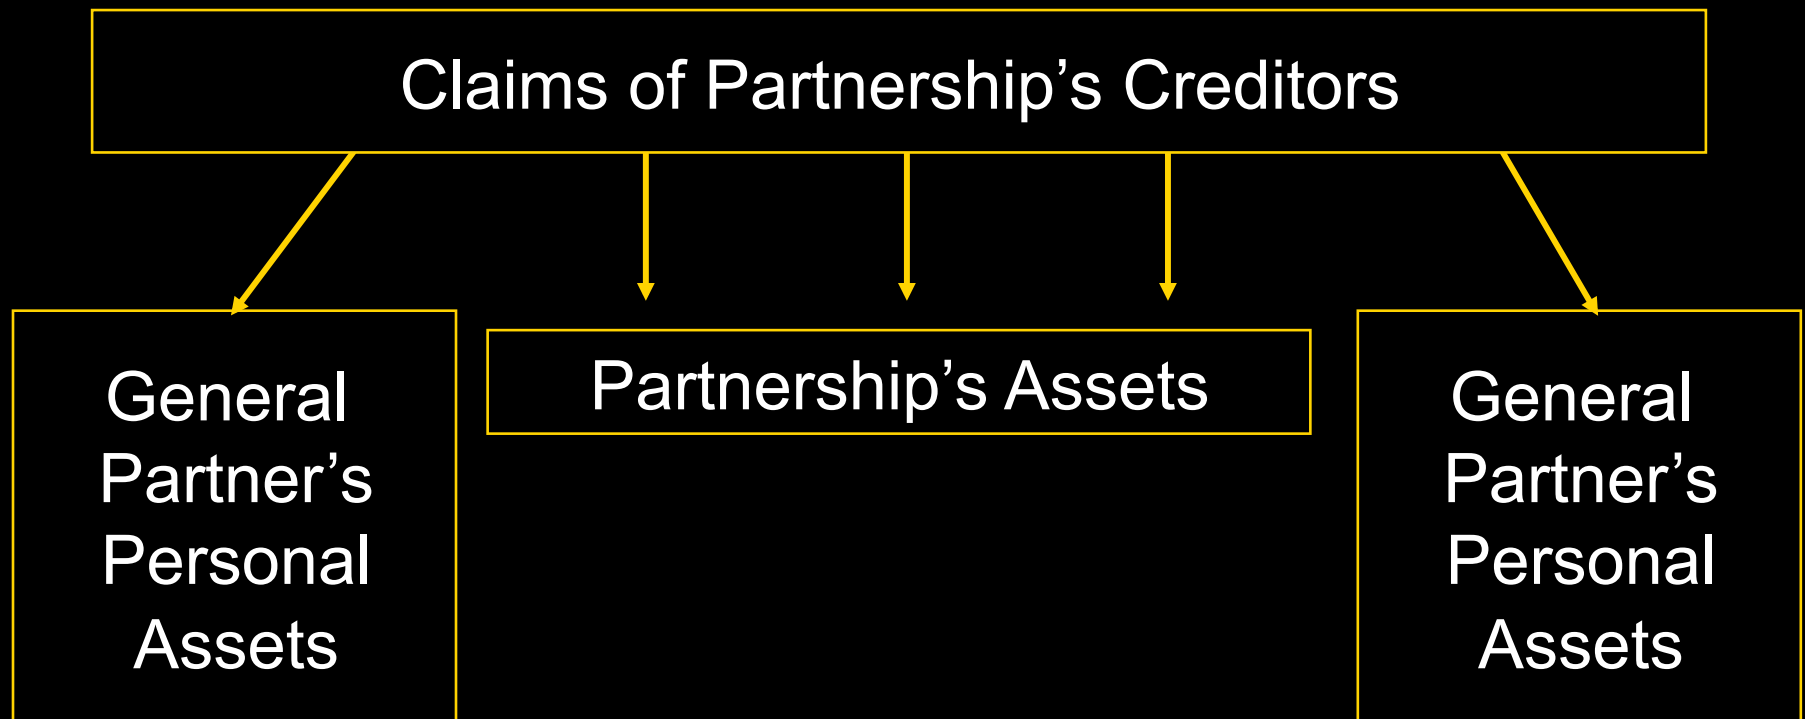 Claims of Partnership’s Creditors
General
Partner’s
Personal
Assets
Partnership’s Assets
General
Partner’s
Personal
Assets